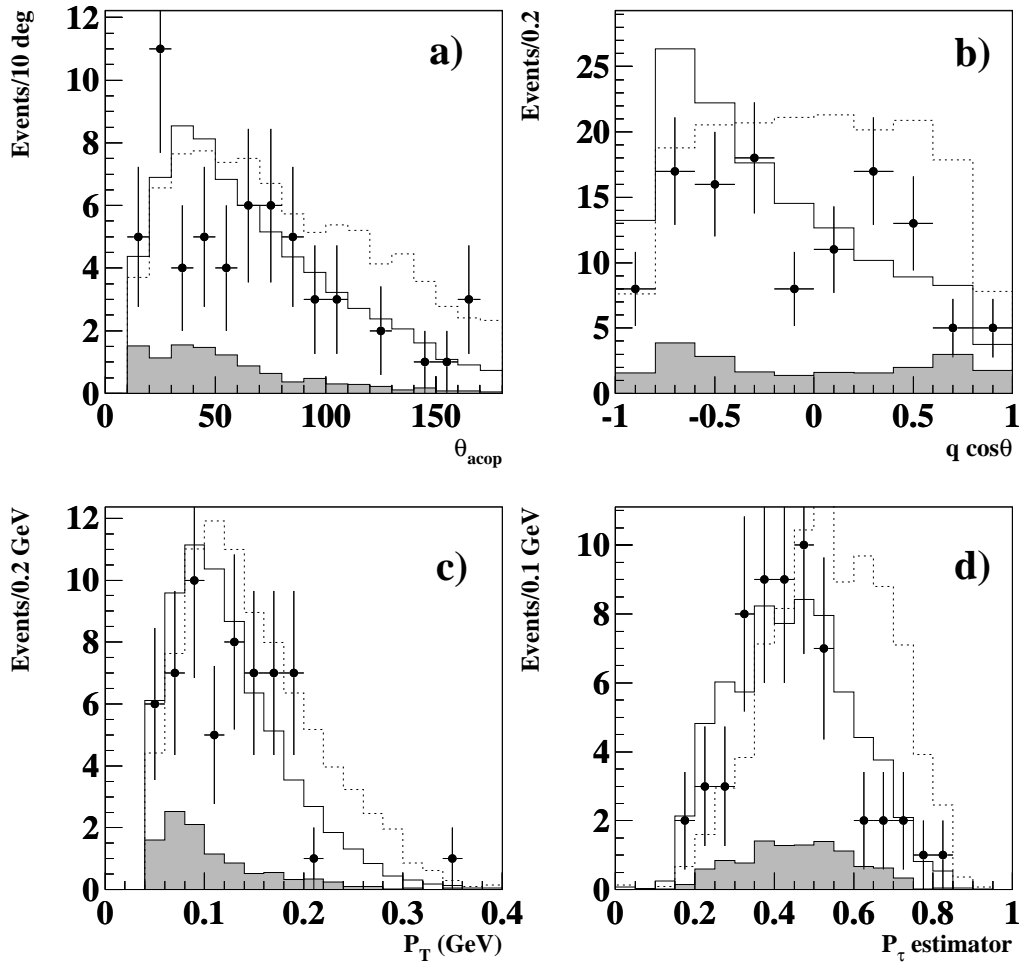 Events/10 deg
12
10
8
6
4
2
0
a)
0 50 100 150
θacop
Events/0.2
25
20
15
10
5
0
b)
-1 -0.5 0 0.5 1
q cosθ
Events/0.2 GeV
12
10
8
6
4
2
0
c)
0 0.1 0.2 0.3 0.4
PT (GeV)
Events/0.1 GeV
10
8
6
4
2
0
d)
0 0.2 0.4 0.6 0.8 1
Pτ estimator